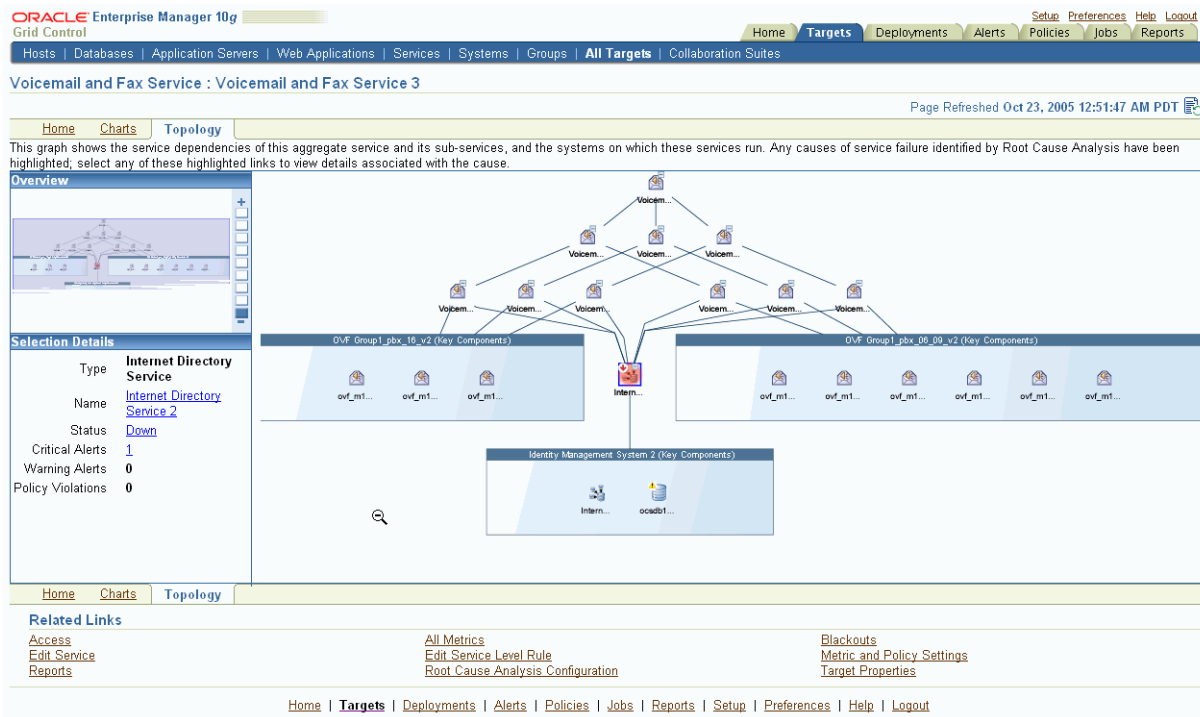 ORACLE Enterprise Manager 10g
Grid Control
Setup Preferences Help Logout
Home Targets Deployments Alerts Policies Jobs Reports
Hosts | Databases | Application Servers | Web Applications | Services | Systems | Groups | All Targets | Collaboration Suites
Voicemail and Fax Service : Voicemail and Fax Service 3
Page Refreshed Oct 23, 2005 12:51:47 AM PDT
Home Charts Topology
This graph shows the service dependencies of this aggregate service and its sub-services, and the systems on which these services run. Any causes of service failure identified by Root Cause Analysis have been
highlighted; select any of these highlighted links to view details associated with the cause.
Overview
Voicem...
Voicem... Voicem... Voicem...
Voicem... Voicem... Voicem... Voicem... Voicem... Voicem...
OVF Group1_pbx_16_v2 (Key Components)
ovf_m1... ovf_m1... ovf_m1...
Intern...
OVF Group1_pbx_06_09_v2 (Key Components)
ovf_m1... ovf_m1... ovf_m1... ovf_m1... ovf_m1... ovf_m1...
Identity Management System 2 (Key Components)
Intern... ocsdb1...
Selection Details
Type Internet Directory
Service
Name Internet Directory
Service 2
Status Down
Critical Alerts 1
Warning Alerts 0
Policy Violations 0
Home Charts Topology
Related Links
Access All Metrics Blackouts
Edit Service Edit Service Level Rule Metric and Policy Settings
Reports Root Cause Analysis Configuration Target Properties
Home | Targets | Deployments | Alerts | Policies | Jobs | Reports | Setup | Preferences | Help | Logout